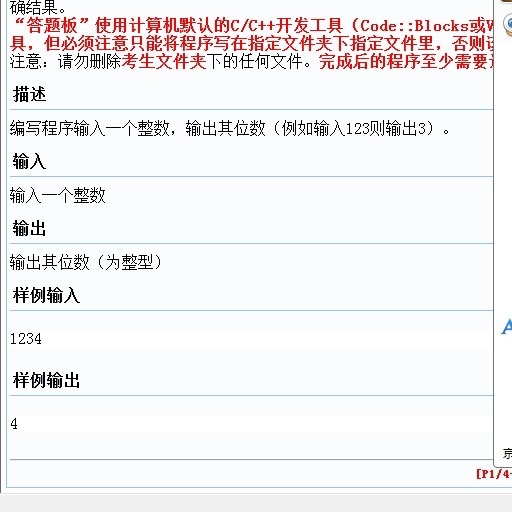 确结果。
“答题板”使用计算机默认的C/C++开发工具（Code::Blocks或
具，但必须注意只能将程序写在指定文件夹下指定文件里，否则
注意：请勿删除考生文件夹下的任何文件。完成后的程序至少需要
描述
编写程序输入一个整数，输出其位数（例如输入123则输出3）。
输入
输入一个整数
输出
输出其位数（为整型）
样例输入
1234
样例输出
4
[P1/4-